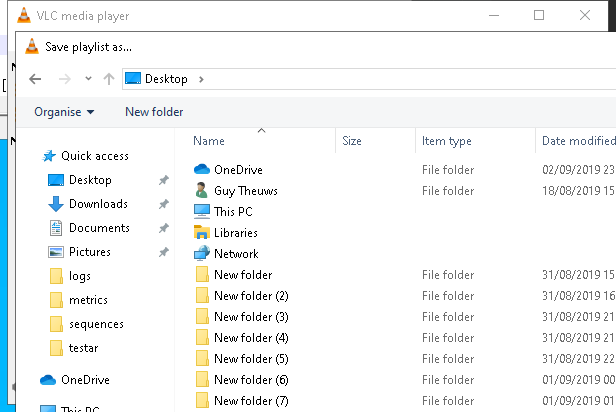 VLC media player
Save playlist as...
Desktop
Organise New folder
Name Size Item type Date modified
Quick access
Desktop
Downloads
Documents
Pictures
logs
metrics
sequences
testar
OneDrive
This PC
OneDrive File folder 02/09/2019 23
Guy Theuws File folder 18/08/2019 15
This PC
Libraries
Network
New folder File folder 31/08/2019 15
New folder (2) File folder 31/08/2019 16
New folder (3) File folder 31/08/2019 21
New folder (4) File folder 31/08/2019 21
New folder (5) File folder 31/08/2019 22
New folder (6) File folder 01/09/2019 00
New folder (7) File folder 01/09/2019 01